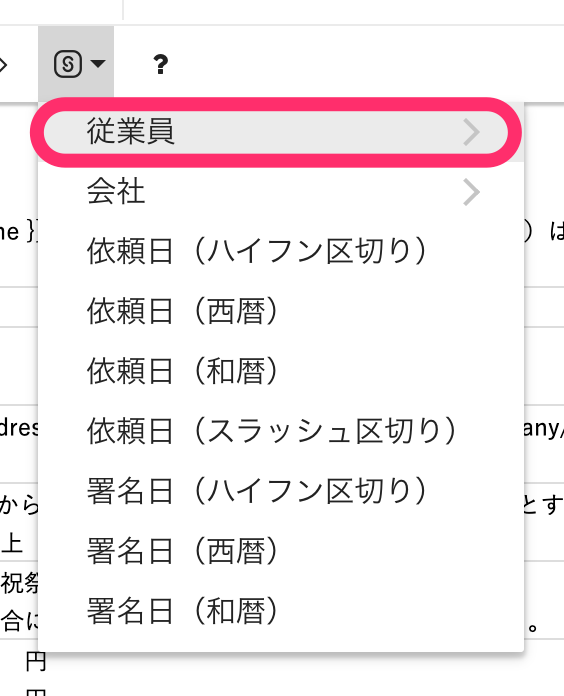 S ?
従業員
会社
ne }} ）は
依頼日（ハイフン区切り）
依頼日（西暦）
依頼日（和暦）
dres any/
依頼日（スラッシュ区切り）
署名日（ハイフン区切り）
から とす
上
署名日（西暦）
祝祭
署名日（和暦）
合に 。
円
円